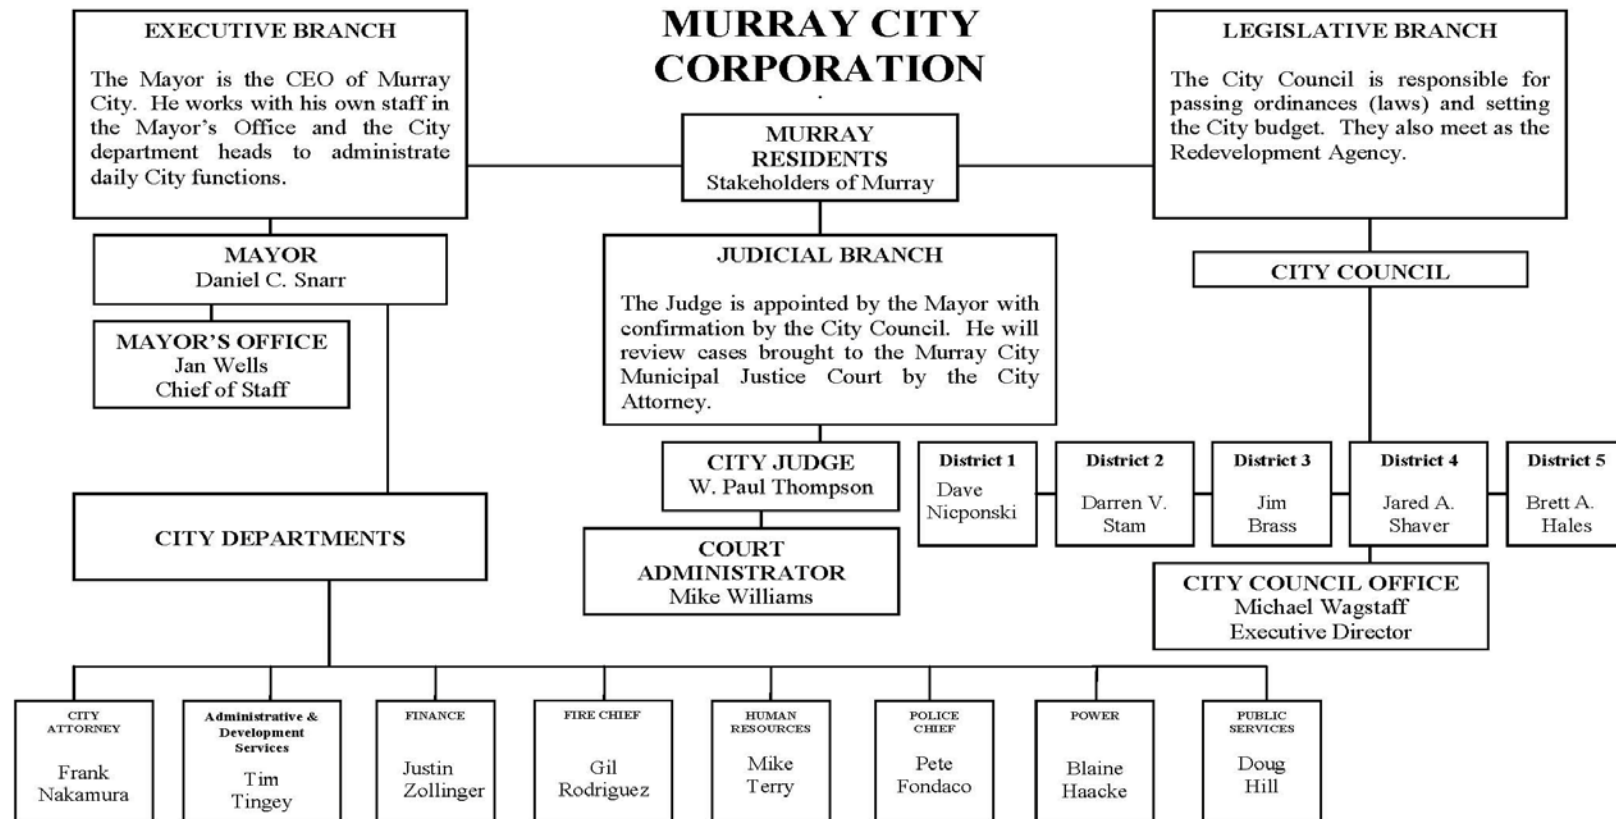 MURRAY CITY
CORPORATION
EXECUTIVE BRANCH
The Mayor is the CEO of Murray
City. He works with his own staff in
the Mayor's Office and the City
department heads to administrate
daily City functions.
MURRAY
RESIDENTS
Stakeholders of Murray
LEGISLATIVE BRANCH
The City Council is responsible for
passing ordinances (laws) and setting
the City budget. They also meet as the
Redevelopment Agency.
MAYOR
Daniel C. Snarr
MAYOR'S OFFICE
Jan Wells
Chief of Staff
JUDICIAL BRANCH
The Judge is appointed by the Mayor with
confirmation by the City Council. He will
review cases brought to the Murray City
Municipal Justice Court by the City
Attorney.
CITY COUNCIL
CITY JUDGE
W. Paul Thompson
COURT
ADMINISTRATOR
Mike Williams
District 1
Dave
Nicponski
District 2
Darren V.
Stam
District 3
Jim
Brass
District 4
Jared A.
Shaver
District 5
Brett A.
Hales
CITY COUNCIL OFFICE
Michael Wagstaff
Executive Director
CITY DEPARTMENTS
CITY
ATTORNEY
Frank
Nakamura
Administrative &
Development
Services
Tim
Tingey
FINANCE
Justin
Zollinger
FIRE CHIEF
Gil
Rodriguez
HUMAN
RESOURCES
Mike
Terry
POLICE
CHIEF
Pete
Fondaco
POWER
Blaine
Haacke
PUBLIC
SERVICES
Doug
Hill